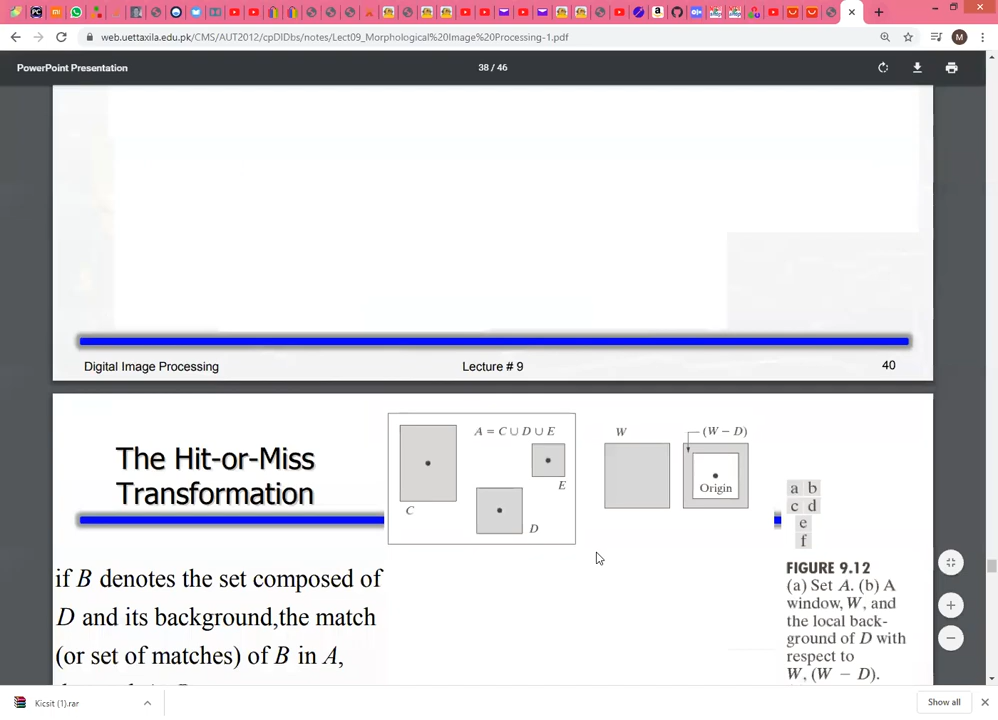 web.uettaxila.edu.pk/CMS/AUT2012/cpDIDbs/notes/Lect09_Morphological%20Image%20Processing-1.pdf
M
PowerPoint Presentation
38 / 46
Digital Image Processing
Lecture # 9
40
The Hit-or-Miss
Transformation
A = C ∪ D ∪ E
C
E
D
W
(W − D)
Origin
a b
c d
e
f
if B denotes the set composed of
D and its background,the match
(or set of matches) of B in A,
FIGURE 9.12
(a) Set A. (b) A
window, W, and
the local back-
ground of D with
respect to
W, (W − D).
Kicsit (1).rar
Show all